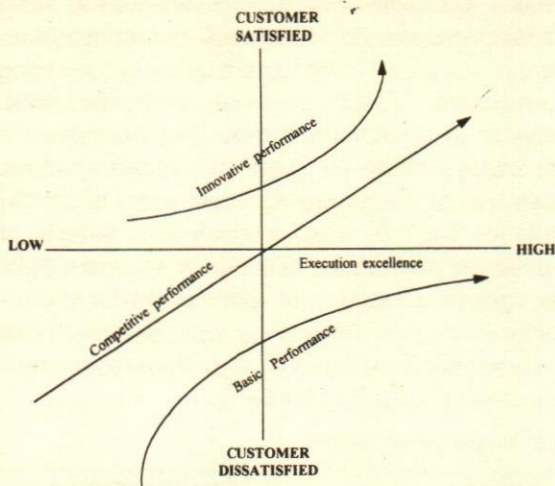 CUSTOMER
SATISFIED
Innovative performance
LOW
HIGH
Execution excellence
Competitive performance
Basic Performance
CUSTOMER
DISSATISFIED